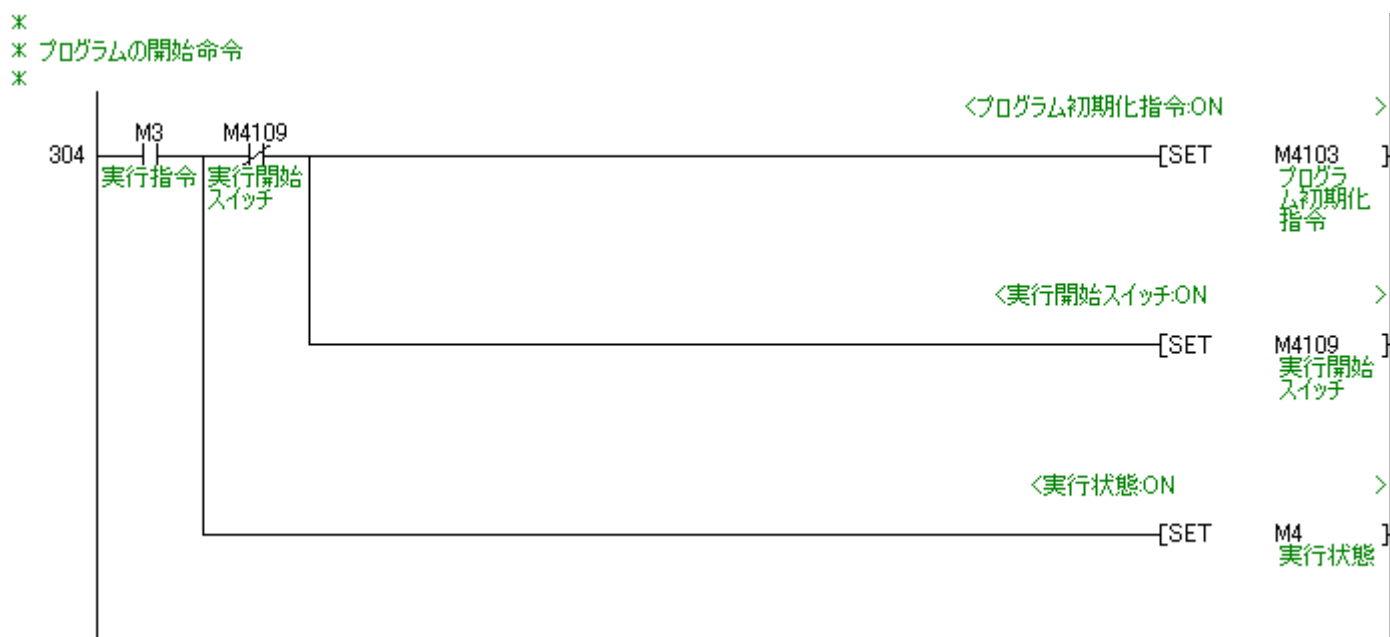 *
* プログラムの開始命令
*
<プログラム初期化指令:ON >
M3 M4109
304 [SET M4103 ]
実行指令 実行開始
スイッチ
プログラ
ム初期化
指令
<実行開始スイッチ:ON >
[SET M4109 ]
実行開始
スイッチ
<実行状態:ON >
[SET M4 ]
実行状態